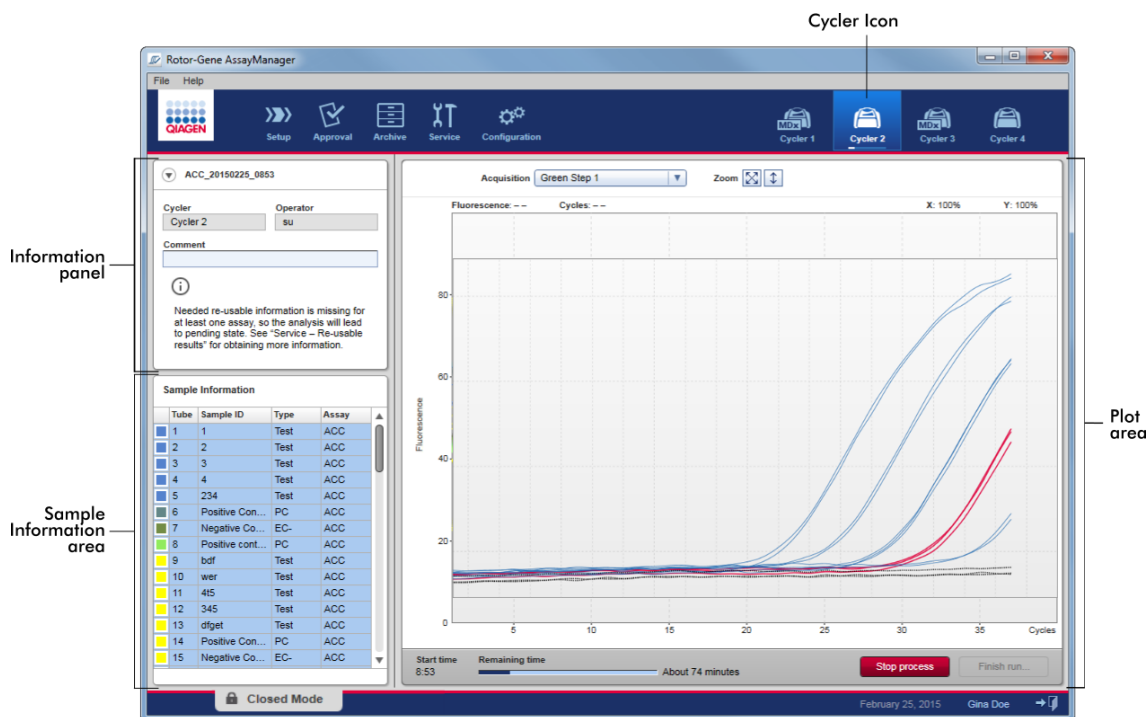 Cycler Icon
Rotor-Gene AssayManager
File Help
QIAGEN
Setup Approval Archive Service Configuration
MDx Cycler 1 Cycler 2 MDx Cycler 3 Cycler 4
Information
panel
ACC_20150225_0853
Cycler Operator
Cycler 2 su
Comment
Needed re-usable information is missing for
at least one assay, so the analysis will lead
to pending state. See "Service – Re-usable
results" for obtaining more information.
Sample
Information
area
Sample Information
Tube Sample ID Type Assay
1 1 Test ACC
2 2 Test ACC
3 3 Test ACC
4 4 Test ACC
5 234 Test ACC
6 Positive Con... PC ACC
7 Negative Co... EC- ACC
8 Positive cont... PC ACC
9 bdf Test ACC
10 wer Test ACC
11 4t5 Test ACC
12 345 Test ACC
13 dfget Test ACC
14 Positive Con... PC ACC
15 Negative Co... EC- ACC
Acquisition Green Step 1 Zoom
Fluorescence: – – Cycles: – – X: 100% Y: 100%
Fluorescence
80
60
40
20
0
5 10 15 20 25 30 35 Cycles
Plot
area
Start time Remaining time
8:53 About 74 minutes
Stop process Finish run...
Closed Mode
February 25, 2015 Gina Doe